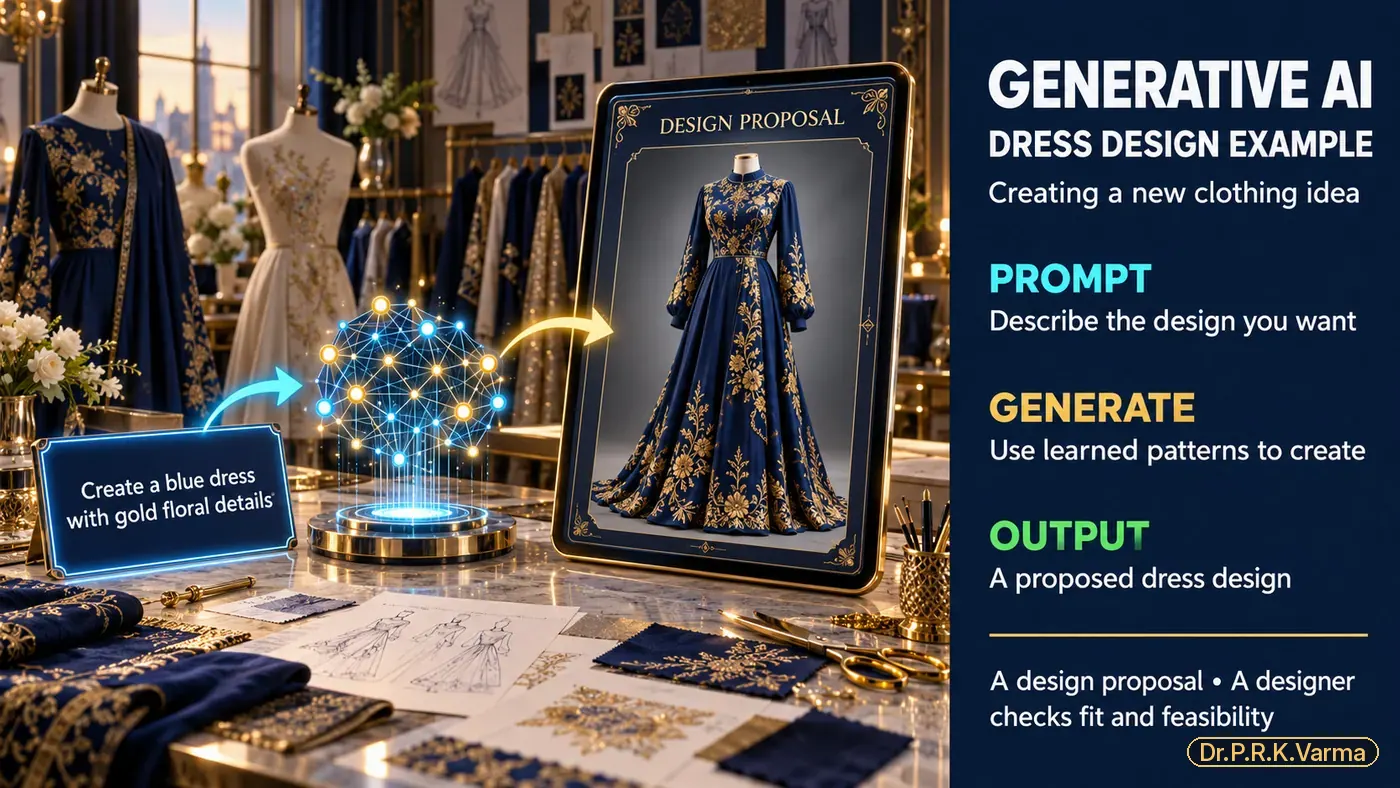 Create a blue dress
with gold floral details
DESIGN PROPOSAL
GENERATIVE AI
DRESS DESIGN EXAMPLE
Creating a new clothing idea
PROMPT
Describe the design you want
GENERATE
Use learned patterns to create
OUTPUT
A proposed dress design
A design proposal • A designer
checks fit and feasibility
Dr.P.R.K.Varma